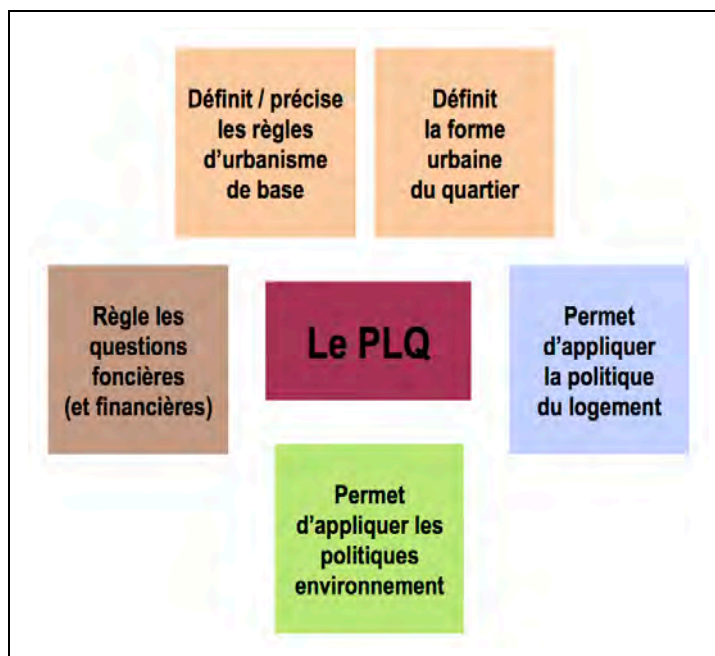 Définit / précise
les règles
d'urbanisme
de base
Définit
la forme
urbaine
du quartier
Règle les
questions
foncières
(et financières)
Le PLQ
Permet
d'appliquer
la politique
du logement
Permet
d'appliquer les
politiques
environnement